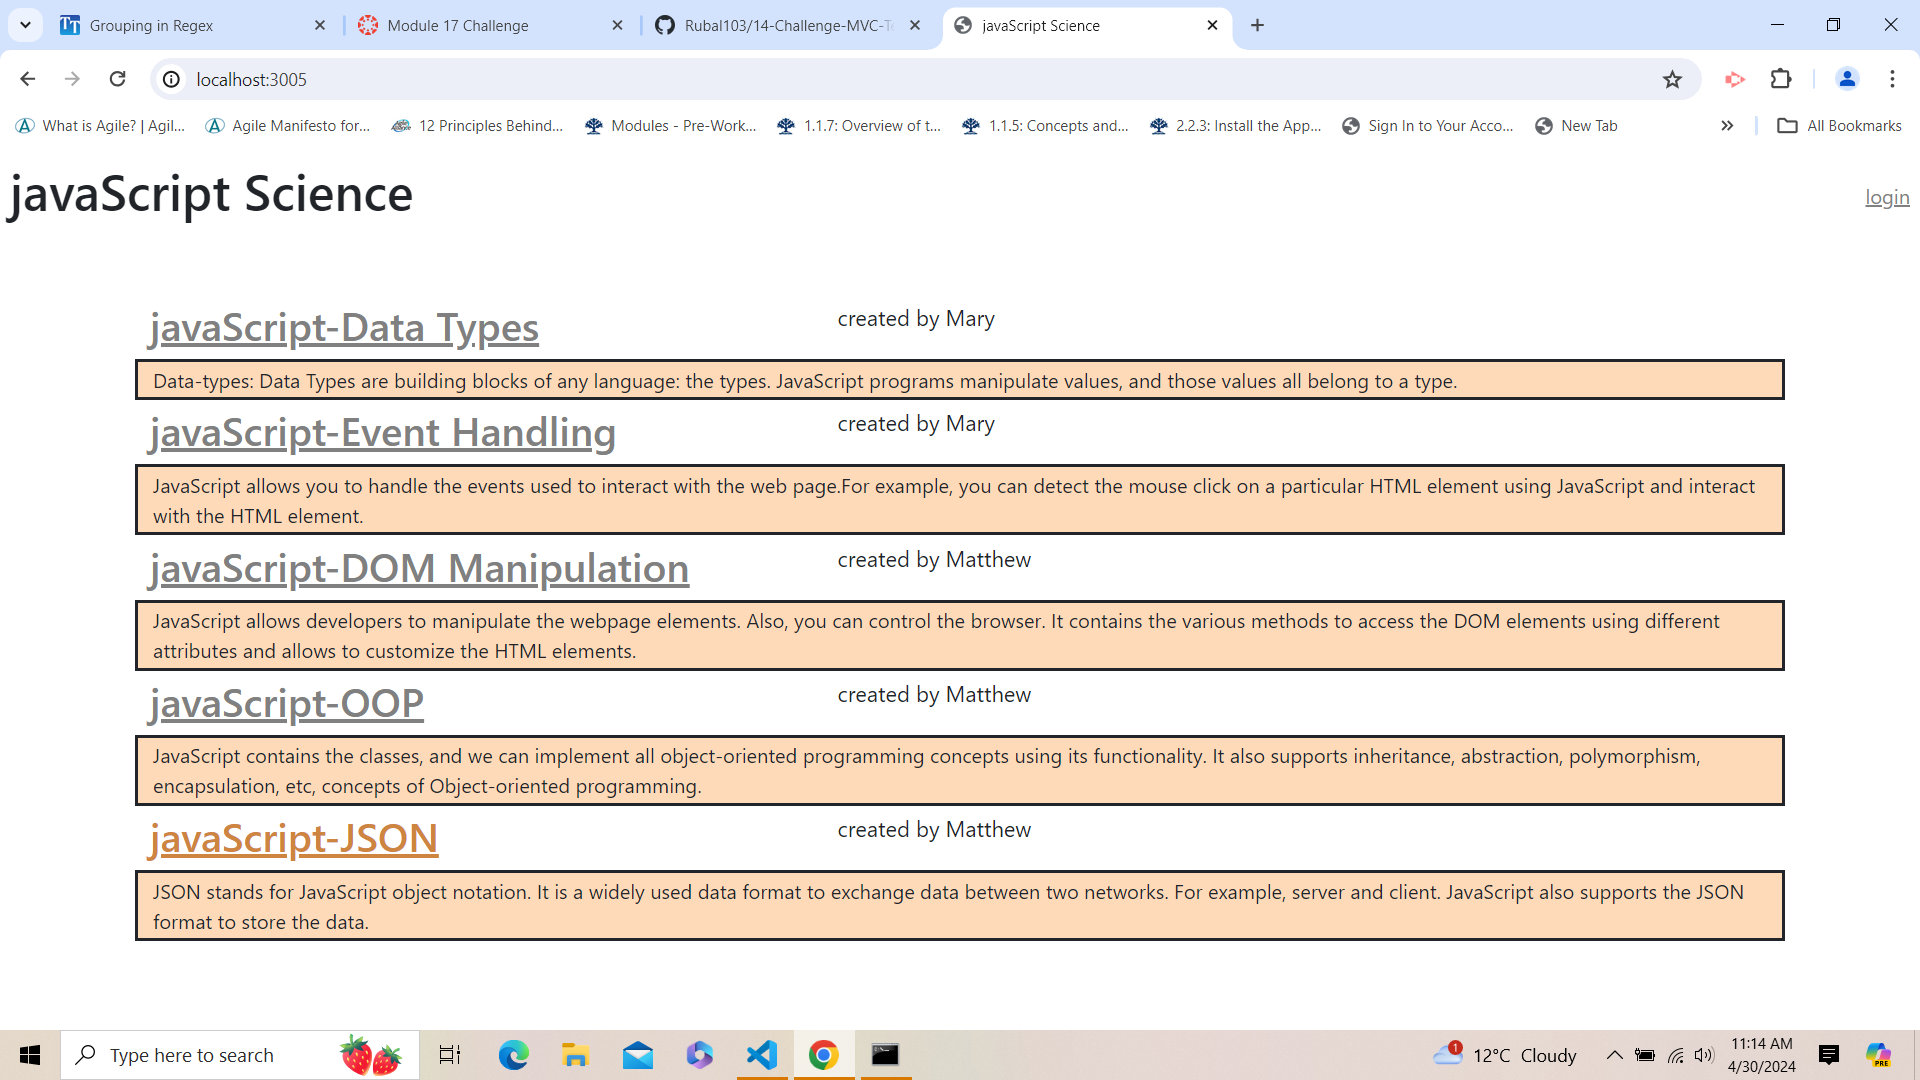 Grouping in Regex
Module 17 Challenge
Rubal103/14-Challenge-MVC-Te
javaScript Science
localhost:3005
What is Agile? | Agil...
Agile Manifesto for...
12 Principles Behind...
Modules - Pre-Work...
1.1.7: Overview of t...
1.1.5: Concepts and...
2.2.3: Install the App...
Sign In to Your Acco...
New Tab
All Bookmarks
javaScript Science
login
javaScript-Data Types
created by Mary
Data-types: Data Types are building blocks of any language: the types. JavaScript programs manipulate values, and those values all belong to a type.
javaScript-Event Handling
created by Mary
JavaScript allows you to handle the events used to interact with the web page.For example, you can detect the mouse click on a particular HTML element using JavaScript and interact
with the HTML element.
javaScript-DOM Manipulation
created by Matthew
JavaScript allows developers to manipulate the webpage elements. Also, you can control the browser. It contains the various methods to access the DOM elements using different
attributes and allows to customize the HTML elements.
javaScript-OOP
created by Matthew
JavaScript contains the classes, and we can implement all object-oriented programming concepts using its functionality. It also supports inheritance, abstraction, polymorphism,
encapsulation, etc, concepts of Object-oriented programming.
javaScript-JSON
created by Matthew
JSON stands for JavaScript object notation. It is a widely used data format to exchange data between two networks. For example, server and client. JavaScript also supports the JSON
format to store the data.
Type here to search
1
12°C Cloudy
11:14 AM
4/30/2024
PRE